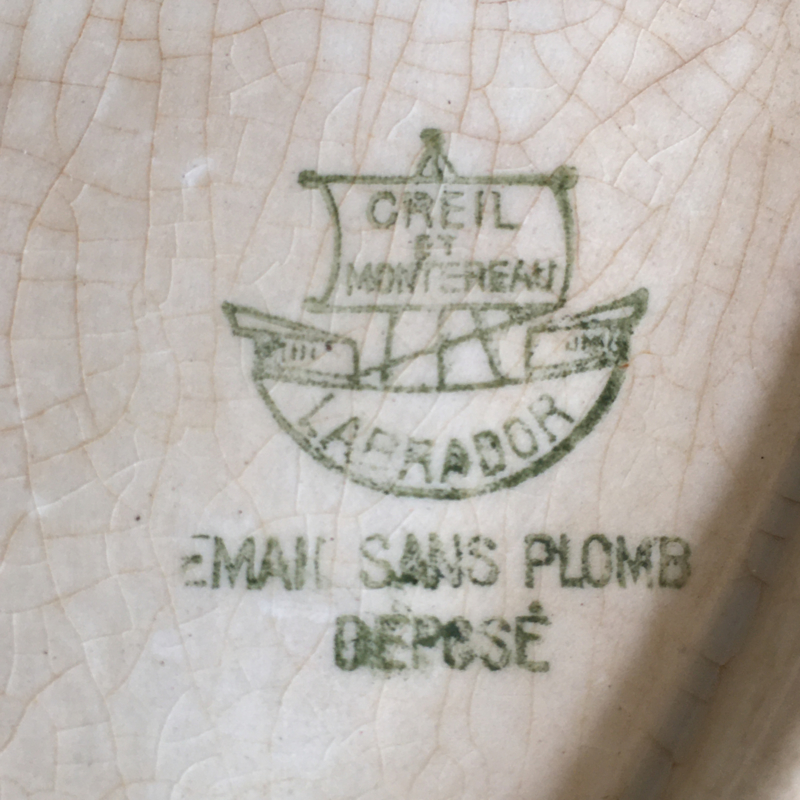 CREIL
ET
MONTEREAU
LABRADOR
EMAIL SANS PLOMB
DÉPOSÉ